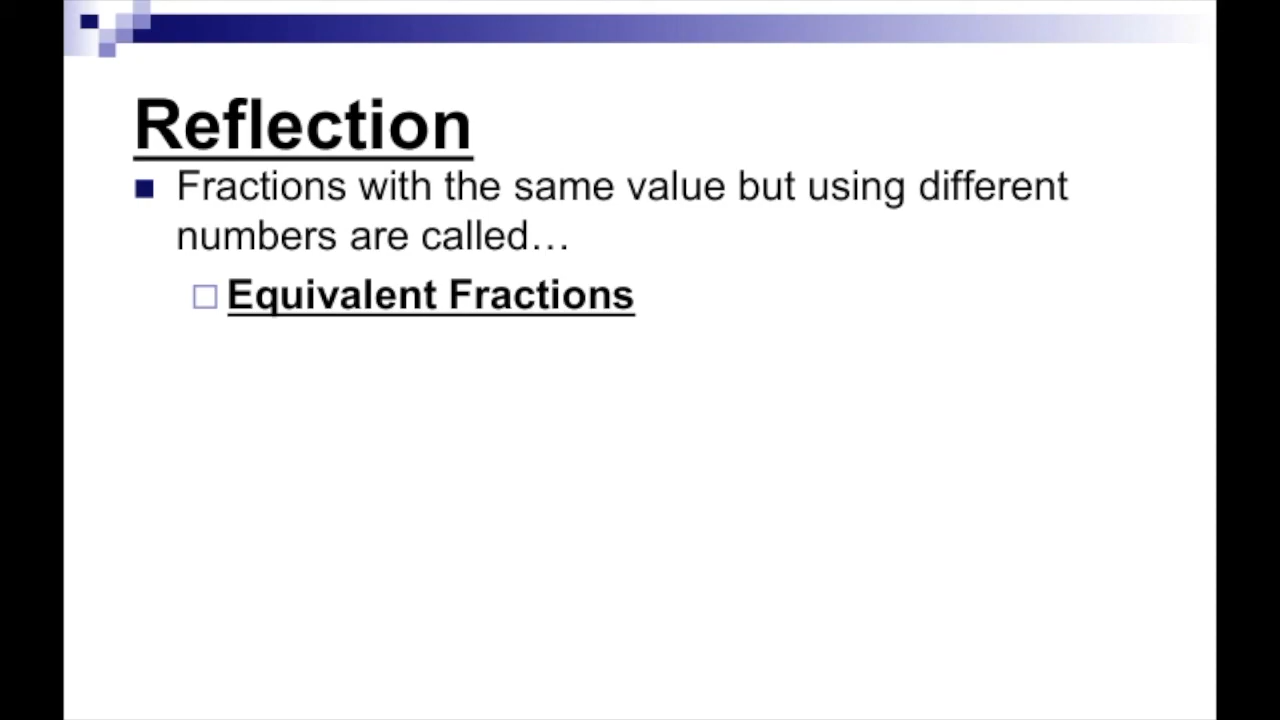 Reflection
Fractions with the same value but using different
numbers are called…
Equivalent Fractions